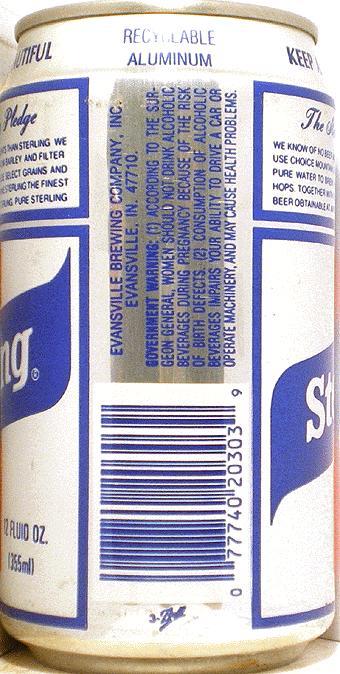 RECYCLABLE
ALUMINUM
KEEP
Pledge
STERLING WE
BARLEY AND FILTER
SELECT GRAINS AND
THE FINEST
PURE STERLING
ng®
12 FLUID OZ.
(355ml)
EVANSVILLE BREWING COMPANY, INC.
EVANSVILLE, IN. 47710.
GOVERNMENT WARNING: (1) ACCORDING TO THE SUR-
GEON GENERAL, WOMEN SHOULD NOT DRINK ALCOHOLIC
BEVERAGES DURING PREGNANCY BECAUSE OF THE RISK
OF BIRTH DEFECTS. (2) CONSUMPTION OF ALCOHOLIC
BEVERAGES IMPAIRS YOUR ABILITY TO DRIVE A CAR OR
OPERATE MACHINERY, AND MAY CAUSE HEALTH PROBLEMS.
0 77740 20303 9
Ball
The
WE KNOW OF NO BEER
USE CHOICE
PURE WATER TO
HOPS. TOGETHER
BEER OBTAINABLE AT
St